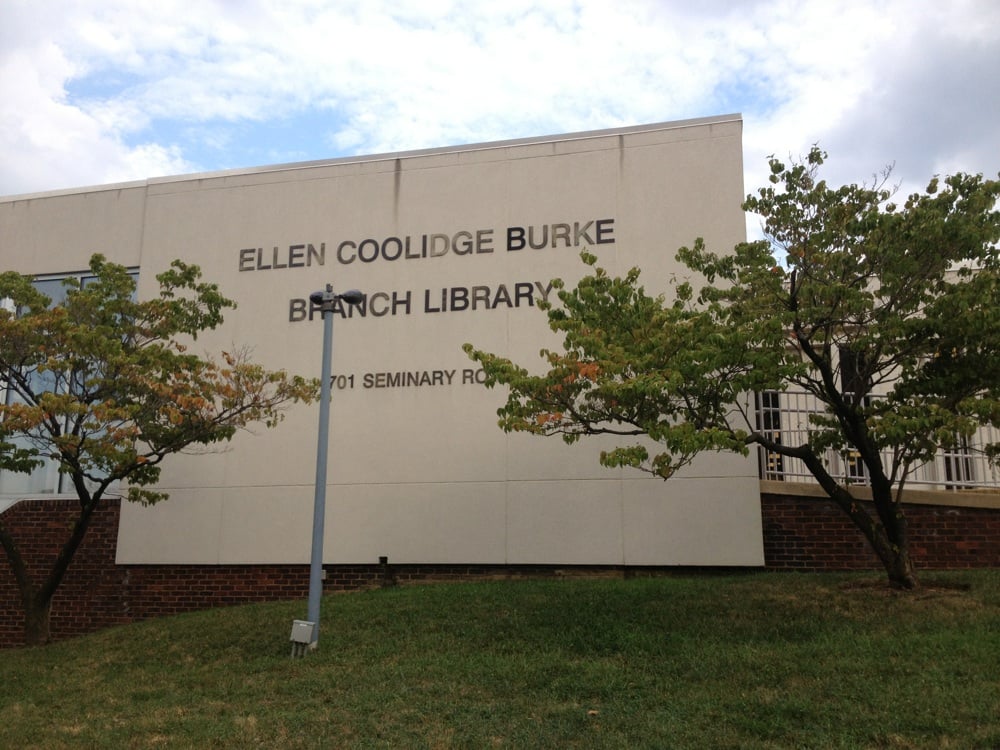 ELLEN COOLIDGE BURKE
BRANCH LIBRARY
701 SEMINARY RO